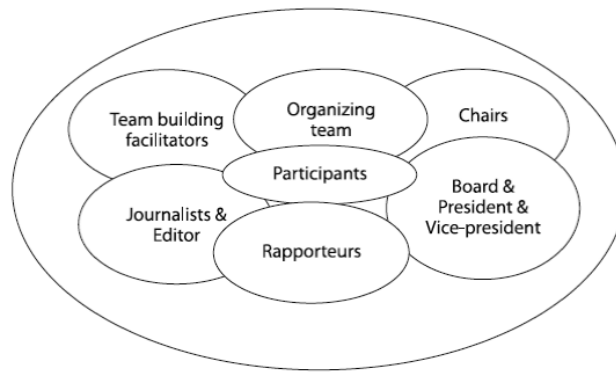 Team building
facilitators
Organizing
team
Chairs
Participants
Journalists &
Editor
Rapporteurs
Board &
President &
Vice-president